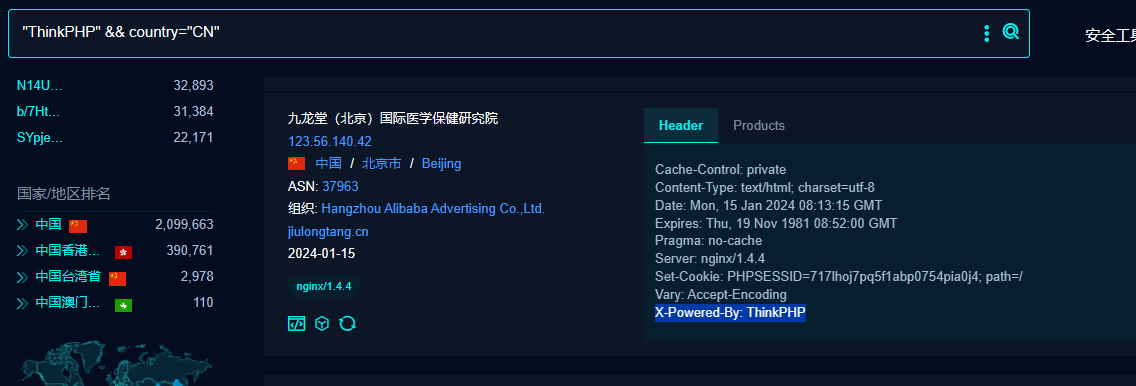 "ThinkPHP" && country="CN"
安全工具
N14U... 32,893
b/7Ht... 31,384
SYpje... 22,171
国家/地区排名
中国 2,099,663
中国香港... 390,761
中国台湾省 2,978
中国澳门... 110
九龙堂（北京）国际医学保健研究院
123.56.140.42
中国 / 北京市 / Beijing
ASN: 37963
组织: Hangzhou Alibaba Advertising Co.,Ltd.
jiulongtang.cn
2024-01-15
nginx/1.4.4
Header Products
Cache-Control: private
Content-Type: text/html; charset=utf-8
Date: Mon, 15 Jan 2024 08:13:15 GMT
Expires: Thu, 19 Nov 1981 08:52:00 GMT
Pragma: no-cache
Server: nginx/1.4.4
Set-Cookie: PHPSESSID=717lhoj7pq5f1abp0754pia0j4; path=/
Vary: Accept-Encoding
X-Powered-By: ThinkPHP